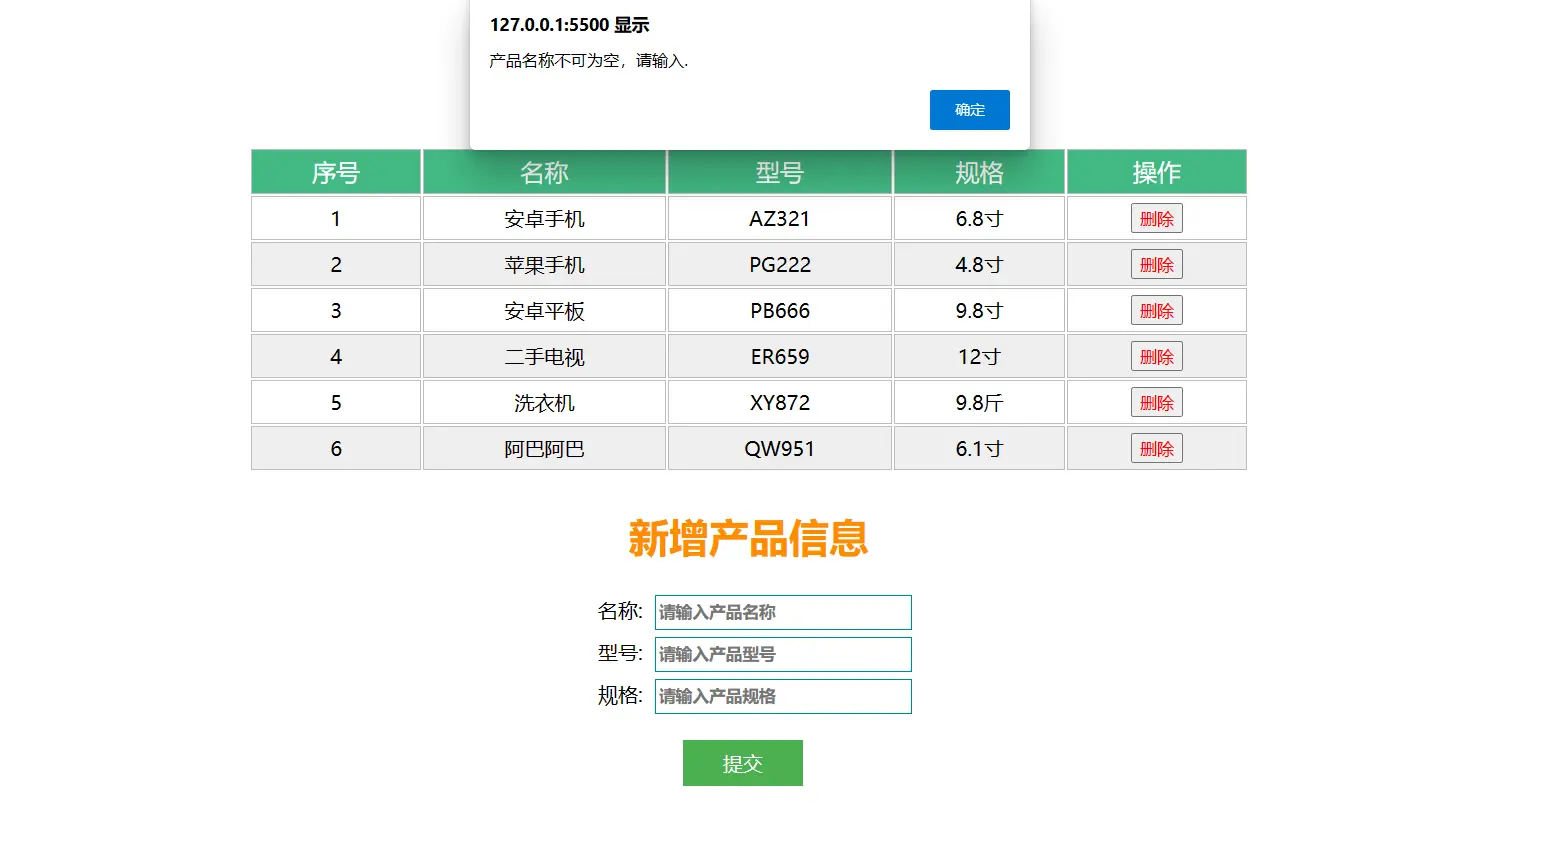 127.0.0.1:5500 显示
产品名称不可为空，请输入.
确定
序号 名称 型号 规格 操作
1 安卓手机 AZ321 6.8寸 删除
2 苹果手机 PG222 4.8寸 删除
3 安卓平板 PB666 9.8寸 删除
4 二手电视 ER659 12寸 删除
5 洗衣机 XY872 9.8斤 删除
6 阿巴阿巴 QW951 6.1寸 删除
新增产品信息
名称: 请输入产品名称
型号: 请输入产品型号
规格: 请输入产品规格
提交